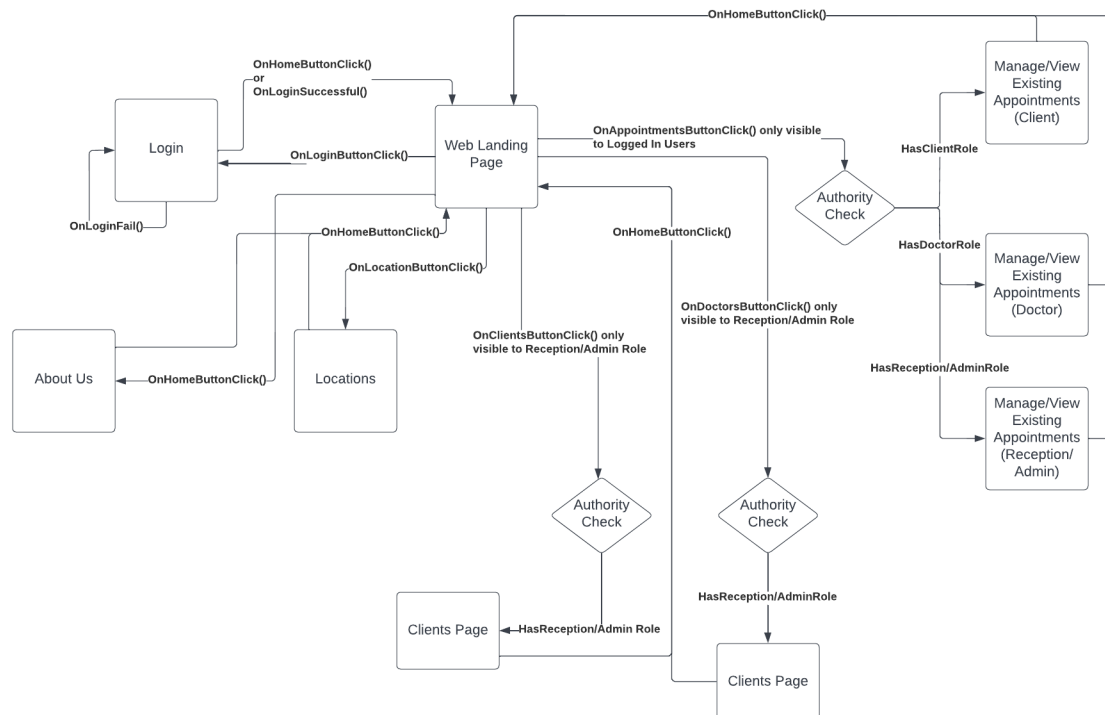 OnHomeButtonClick()
OnHomeButtonClick()
or
OnLoginSuccessful()
Login
OnLoginButtonClick()
OnLoginFail()
Web Landing
Page
OnAppointmentsButtonClick() only visible
to Logged In Users
Authority
Check
HasClientRole
Manage/View
Existing
Appointments
(Client)
OnHomeButtonClick()
OnHomeButtonClick()
OnLocationButtonClick()
HasDoctorRole
Manage/View
Existing
Appointments
(Doctor)
OnDoctorsButtonClick() only
visible to Reception/Admin Role
OnClientsButtonClick() only
visible to Reception/Admin Role
About Us
OnHomeButtonClick()
Locations
HasReception/AdminRole
Manage/View
Existing
Appointments
(Reception/
Admin)
Authority
Check
Authority
Check
HasReception/AdminRole
Clients Page
HasReception/Admin Role
Clients Page